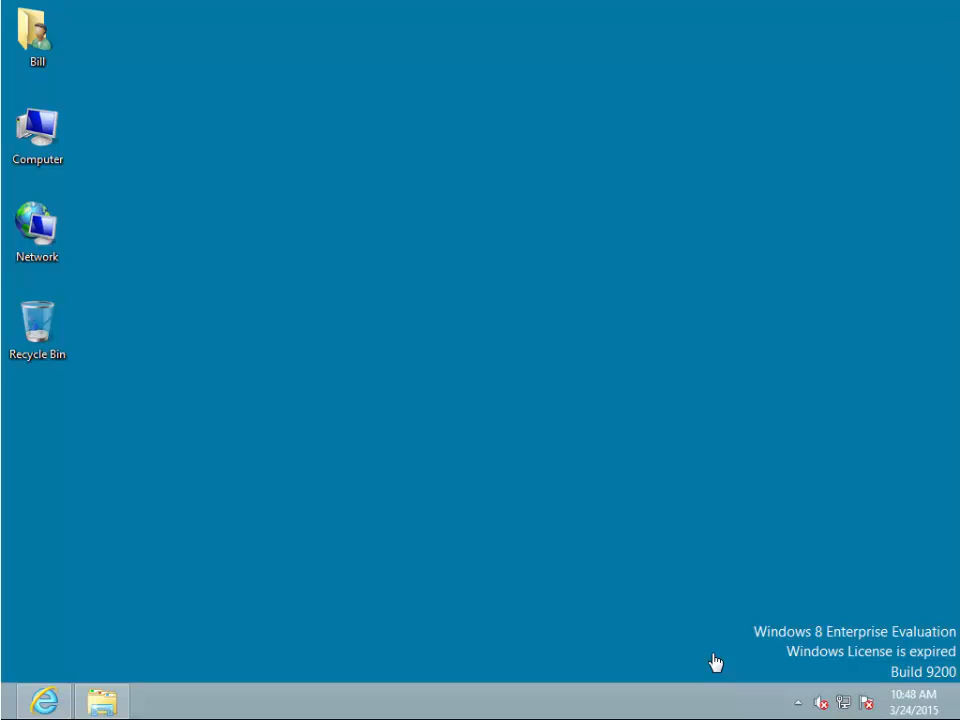 Bill
Computer
Network
Recycle Bin
Windows 8 Enterprise Evaluation
Windows License is expired
Build 9200
10:48 AM
3/24/2015